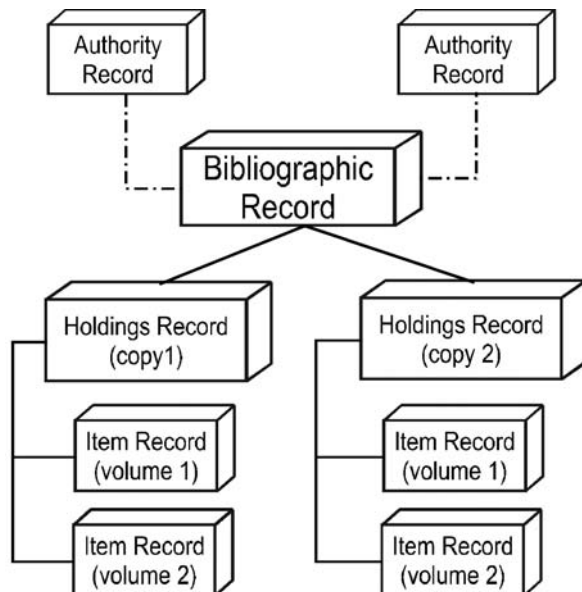 Authority
Record
Authority
Record
Bibliographic
Record
Holdings Record
(copy1)
Holdings Record
(copy 2)
Item Record
(volume 1)
Item Record
(volume 1)
Item Record
(volume 2)
Item Record
(volume 2)